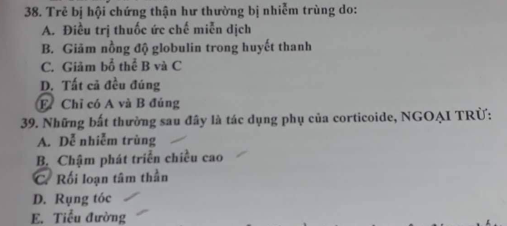 38. Trẻ bị hội chứng thận hư thường bị nhiễm trùng do:
A. Điều trị thuốc ức chế miễn dịch
B. Giảm nồng độ globulin trong huyết thanh
C. Giảm bổ thể B và C
D. Tất cả đều đúng
E. Chỉ có A và B đúng
39. Những bất thường sau đây là tác dụng phụ của corticoide, NGOẠI TRỪ:
A. Dễ nhiễm trùng
B. Chậm phát triển chiều cao
C. Rối loạn tâm thần
D. Rụng tóc
E. Tiểu đường